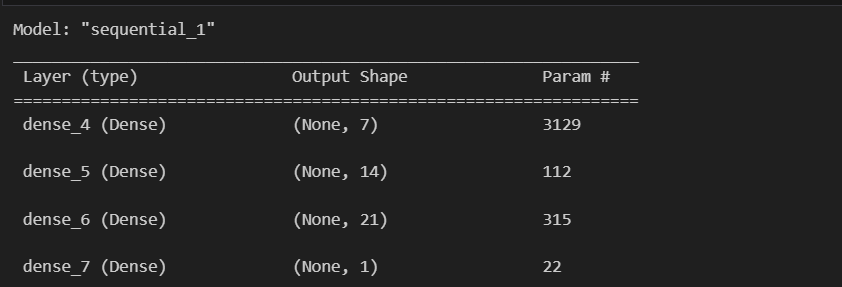 Model: "sequential_1"
_________________________________________________________________
Layer (type) Output Shape Param #
=================================================================
dense_4 (Dense) (None, 7) 3129
dense_5 (Dense) (None, 14) 112
dense_6 (Dense) (None, 21) 315
dense_7 (Dense) (None, 1) 22